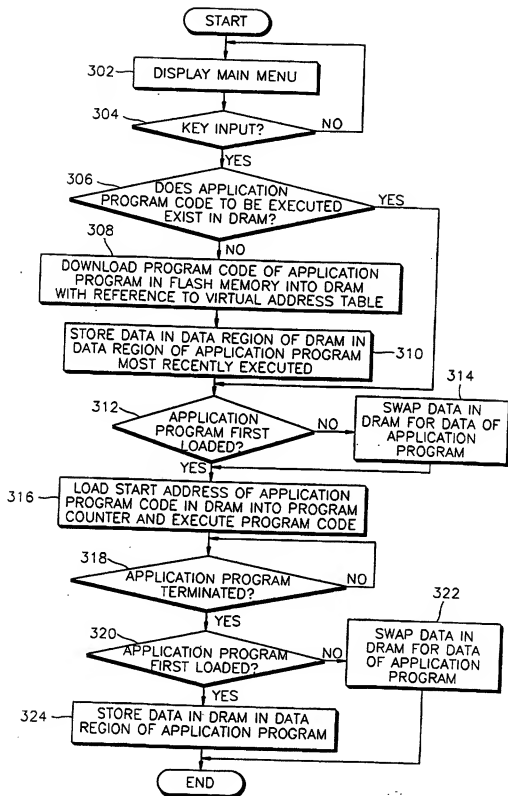 START
302
DISPLAY MAIN MENU
304
KEY INPUT?
NO
YES
306
DOES APPLICATION
PROGRAM CODE TO BE EXECUTED
EXIST IN DRAM?
YES
NO
308
DOWNLOAD PROGRAM CODE OF APPLICATION
PROGRAM IN FLASH MEMORY INTO DRAM
WITH REFERENCE TO VIRTUAL ADDRESS TABLE
STORE DATA IN DATA REGION OF DRAM IN
DATA REGION OF APPLICATION PROGRAM
MOST RECENTLY EXECUTED
310
312
APPLICATION
PROGRAM FIRST
LOADED?
NO
314
SWAP DATA IN
DRAM FOR DATA OF
APPLICATION
PROGRAM
YES
316
LOAD START ADDRESS OF APPLICATION
PROGRAM CODE IN DRAM INTO PROGRAM
COUNTER AND EXECUTE PROGRAM CODE
318
APPLICATION PROGRAM
TERMINATED?
NO
YES
320
APPLICATION PROGRAM
FIRST LOADED?
NO
322
SWAP DATA IN
DRAM FOR DATA
OF APPLICATION
PROGRAM
YES
324
STORE DATA IN DRAM IN DATA
REGION OF APPLICATION PROGRAM
END